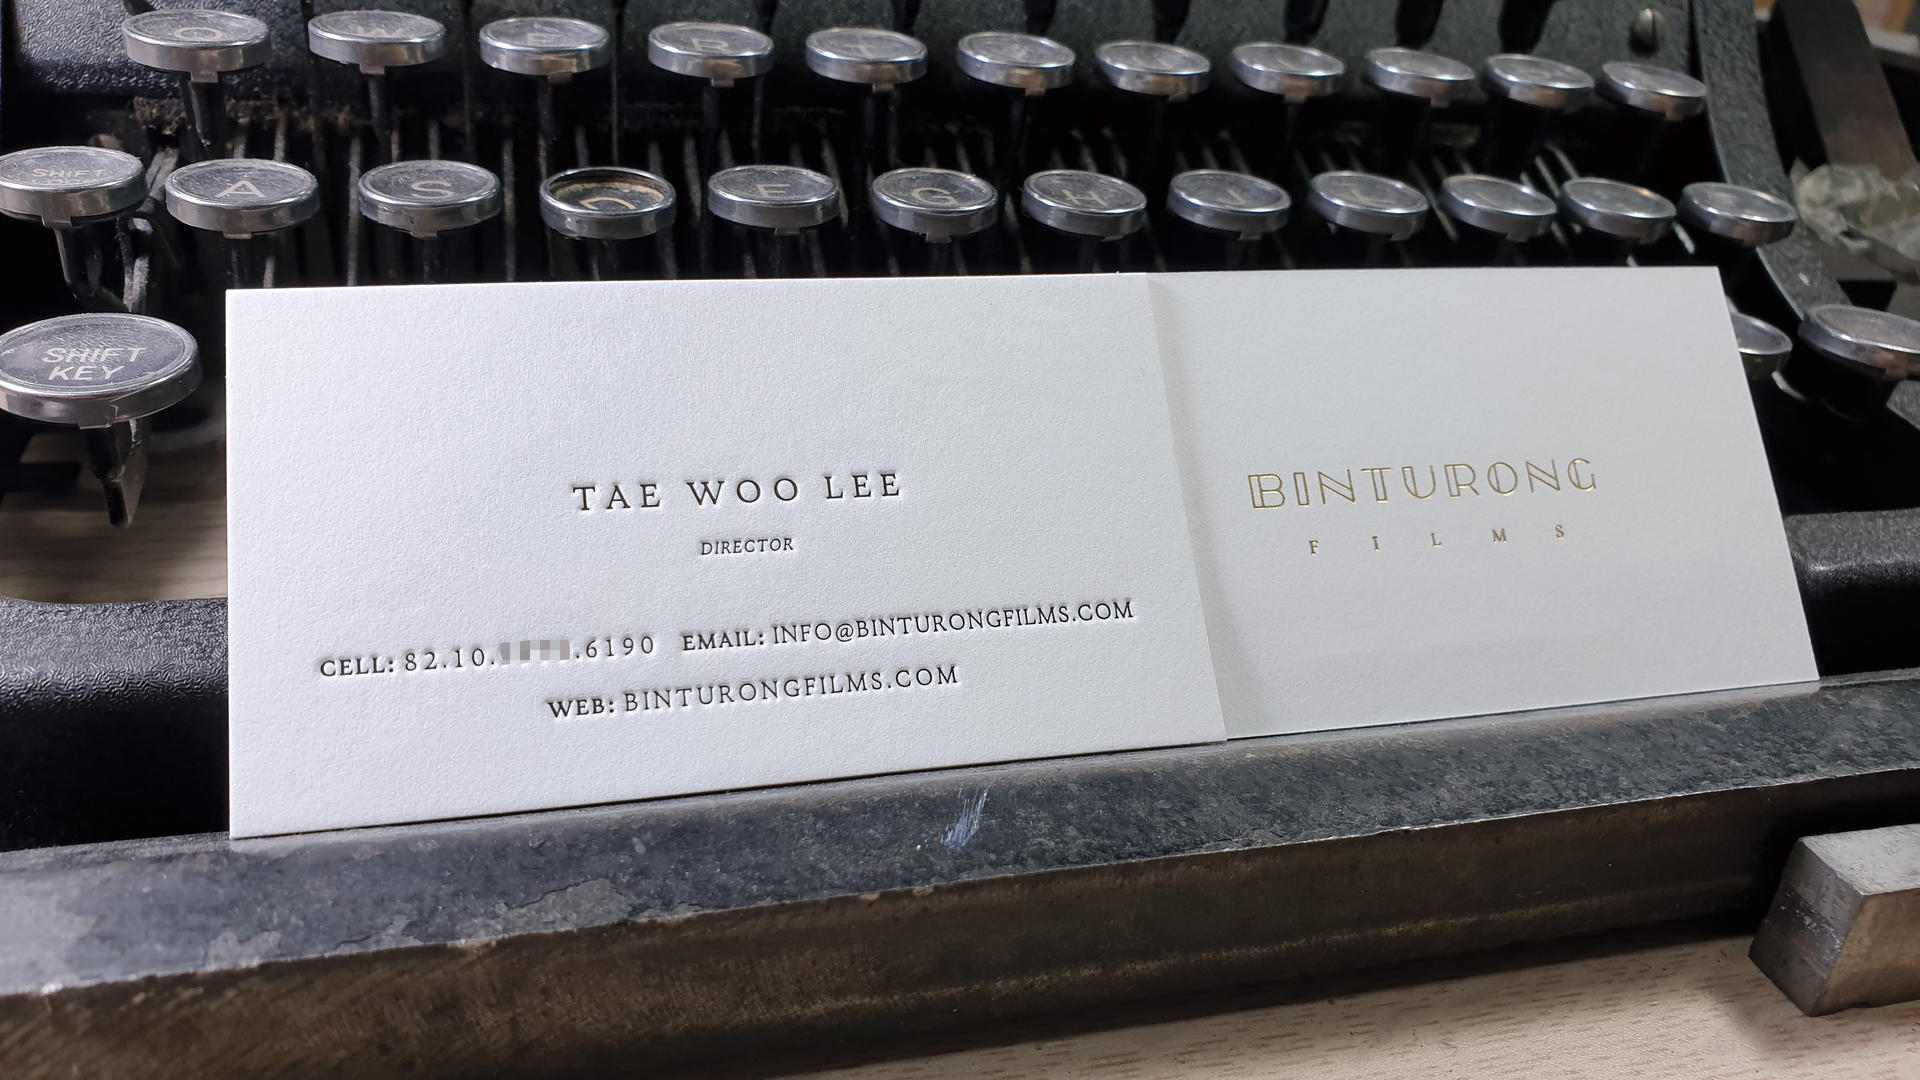 Q W E R T
SHIFT A S D F G H J
SHIFT
KEY
TAE WOO LEE
DIRECTOR
CELL: 82.10. .6190 EMAIL: INFO@BINTURONGFILMS.COM
WEB: BINTURONGFILMS.COM
BINTURONG
FILMS